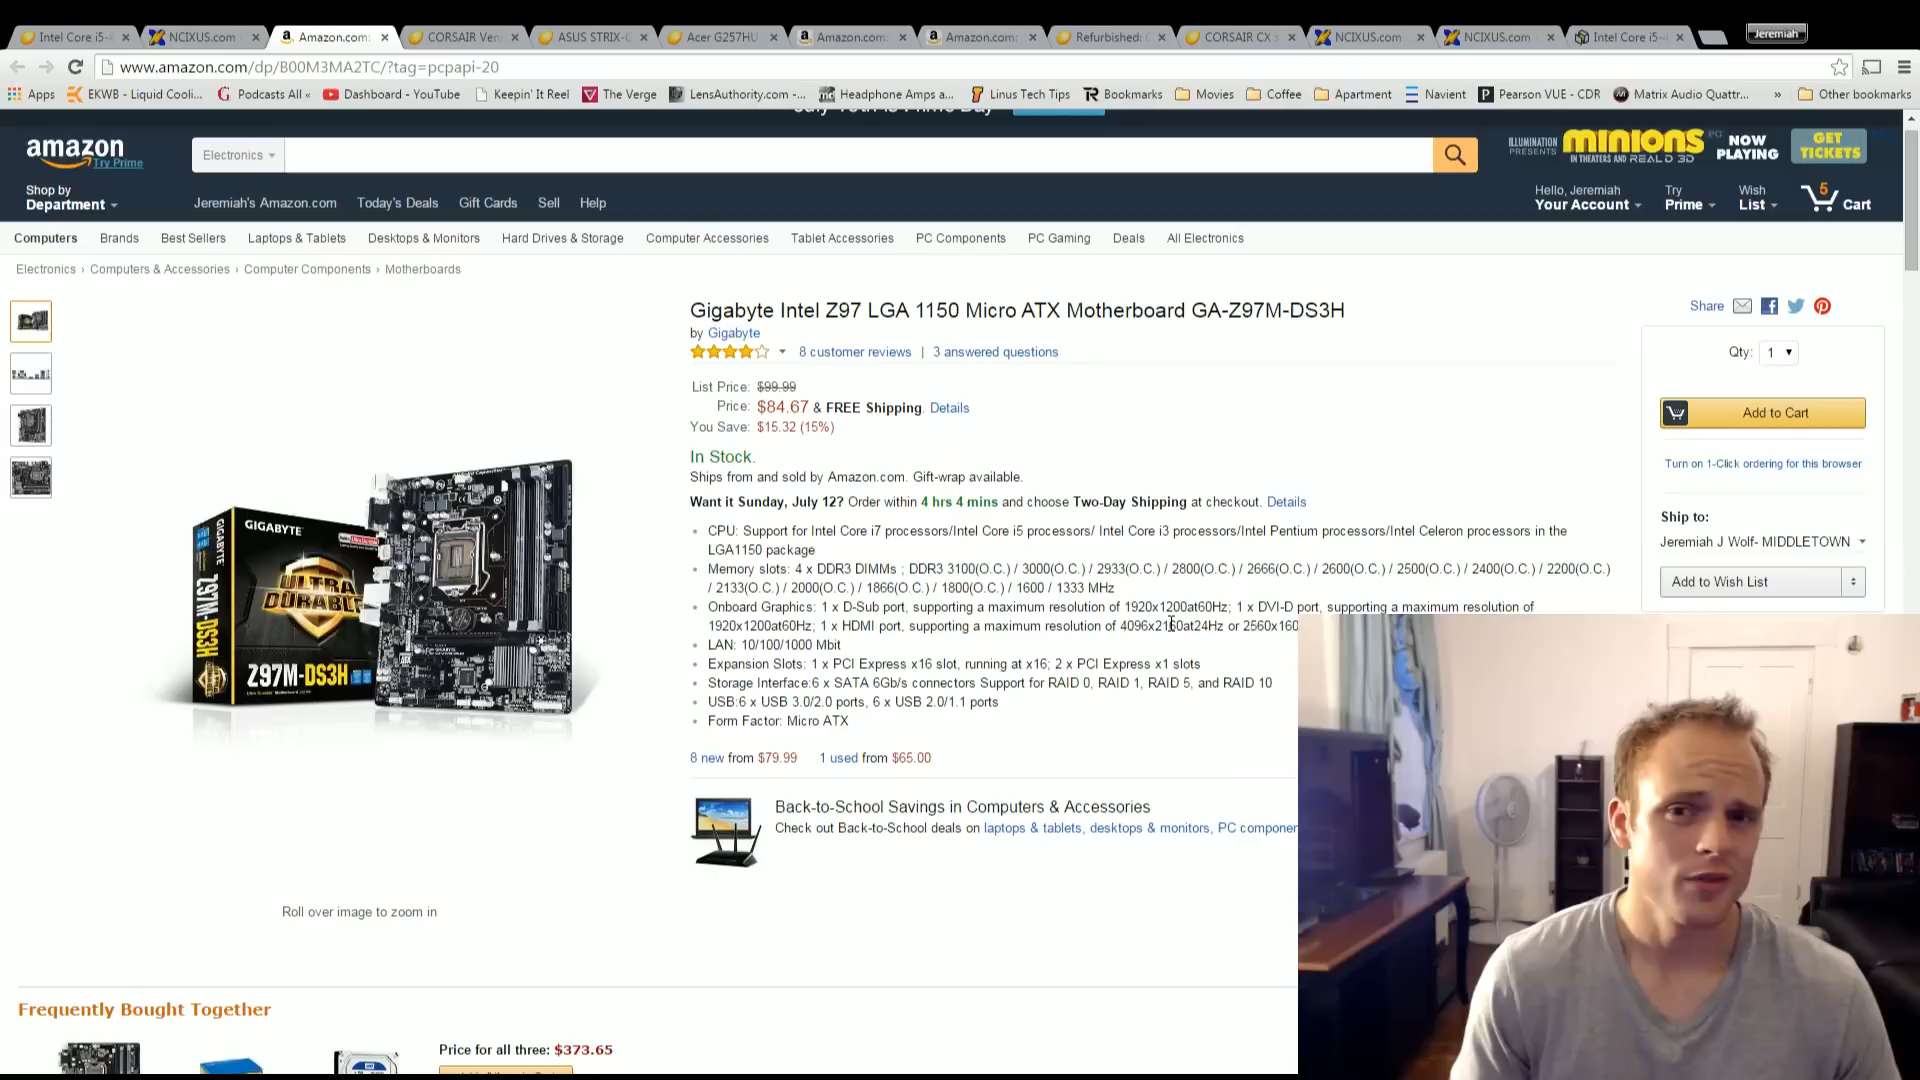 Intel Core i5-
NCIXUS.com
Amazon.com:
CORSAIR Ven
ASUS STRIX-G
Acer G257HU
Amazon.com:
Amazon.com:
Refurbished:
CORSAIR CX
NCIXUS.com
NCIXUS.com
Intel Core i5-
Jeremiah
www.amazon.com/dp/B00M3MA2TC/?tag=pcpapi-20
Apps
EKWB - Liquid Cooli...
Podcasts All «
Dashboard - YouTube
Keepin' It Reel
The Verge
LensAuthority.com -...
Headphone Amps a...
Linus Tech Tips
Bookmarks
Movies
Coffee
Apartment
Navient
Pearson VUE - CDR
Matrix Audio Quattr...
»
Other bookmarks
amazon
Try Prime
Electronics
ILLUMINATION PRESENTS
MINIONS
IN THEATERS AND REAL D 3D
PG
NOW PLAYING
GET TICKETS
Shop by
Department
Jeremiah's Amazon.com
Today's Deals
Gift Cards
Sell
Help
Hello, Jeremiah
Your Account
Try
Prime
Wish
List
5
Cart
Computers
Brands
Best Sellers
Laptops & Tablets
Desktops & Monitors
Hard Drives & Storage
Computer Accessories
Tablet Accessories
PC Components
PC Gaming
Deals
All Electronics
Electronics › Computers & Accessories › Computer Components › Motherboards
Gigabyte Intel Z97 LGA 1150 Micro ATX Motherboard GA-Z97M-DS3H
by Gigabyte
8 customer reviews | 3 answered questions
List Price: $99.99
Price: $84.67 & FREE Shipping. Details
You Save: $15.32 (15%)
In Stock.
Ships from and sold by Amazon.com. Gift-wrap available.
Want it Sunday, July 12? Order within 4 hrs 4 mins and choose Two-Day Shipping at checkout. Details
CPU: Support for Intel Core i7 processors/Intel Core i5 processors/ Intel Core i3 processors/Intel Pentium processors/Intel Celeron processors in the
LGA1150 package
Memory slots: 4 x DDR3 DIMMs ; DDR3 3100(O.C.) / 3000(O.C.) / 2933(O.C.) / 2800(O.C.) / 2666(O.C.) / 2600(O.C.) / 2500(O.C.) / 2400(O.C.) / 2200(O.C.)
/ 2133(O.C.) / 2000(O.C.) / 1866(O.C.) / 1800(O.C.) / 1600 / 1333 MHz
Onboard Graphics: 1 x D-Sub port, supporting a maximum resolution of 1920x1200at60Hz; 1 x DVI-D port, supporting a maximum resolution of
1920x1200at60Hz; 1 x HDMI port, supporting a maximum resolution of 4096x2160at24Hz or 2560x160
LAN: 10/100/1000 Mbit
Expansion Slots: 1 x PCI Express x16 slot, running at x16; 2 x PCI Express x1 slots
Storage Interface:6 x SATA 6Gb/s connectors Support for RAID 0, RAID 1, RAID 5, and RAID 10
USB:6 x USB 3.0/2.0 ports, 6 x USB 2.0/1.1 ports
Form Factor: Micro ATX
8 new from $79.99
1 used from $65.00
Back-to-School Savings in Computers & Accessories
Check out Back-to-School deals on laptops & tablets, desktops & monitors, PC componen
Share
Qty: 1
Add to Cart
Turn on 1-Click ordering for this browser
Ship to:
Jeremiah J Wolf- MIDDLETOWN
Add to Wish List
GIGABYTE
GIGABYTE
ULTRA
DURABLE
Z97M-DS3H
Z97M-DS3H
Roll over image to zoom in
Frequently Bought Together
Price for all three: $373.65